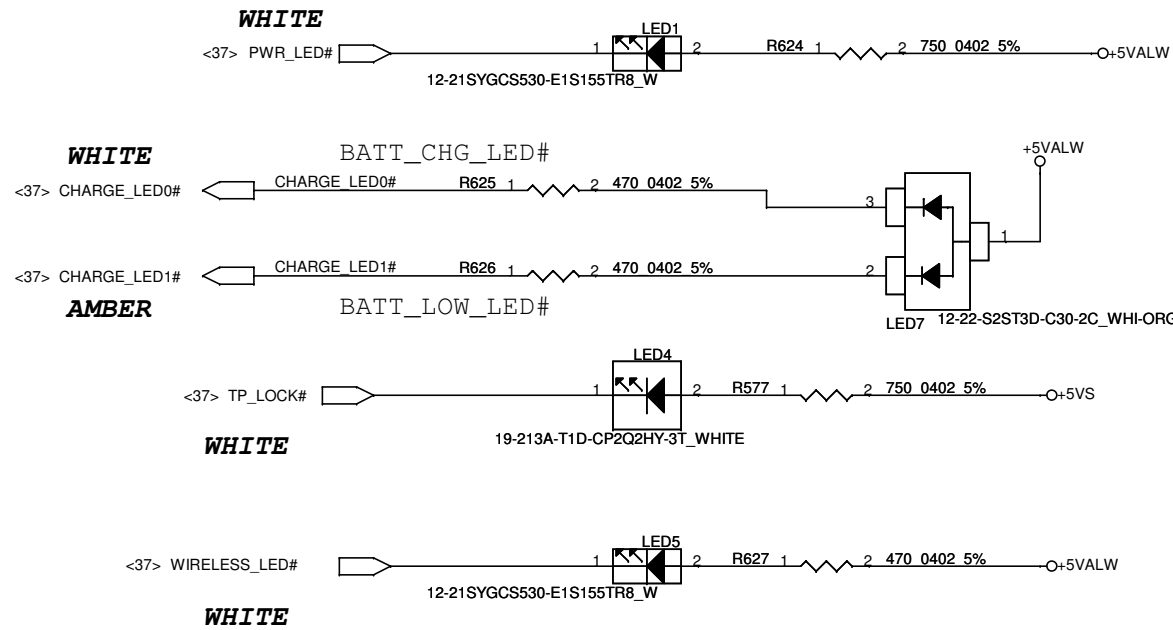 WHITE
<37> PWR_LED# 1 LED1 2 R624 1 2 750_0402_5% +5VALW
12-21SYGCS530-E1S155TR8_W
WHITE BATT_CHG_LED# +5VALW
<37> CHARGE_LED0# CHARGE_LED0# R625 1 2 470_0402_5% 3
1
<37> CHARGE_LED1# CHARGE_LED1# R626 1 2 470_0402_5% 2
AMBER BATT_LOW_LED# LED7 12-22-S2ST3D-C30-2C_WHI-ORG
LED4
<37> TP_LOCK# 1 2 R577 1 2 750_0402_5% +5VS
19-213A-T1D-CP2Q2HY-3T_WHITE
WHITE
LED5
<37> WIRELESS_LED# 1 2 R627 1 2 470_0402_5% +5VALW
12-21SYGCS530-E1S155TR8_W
WHITE